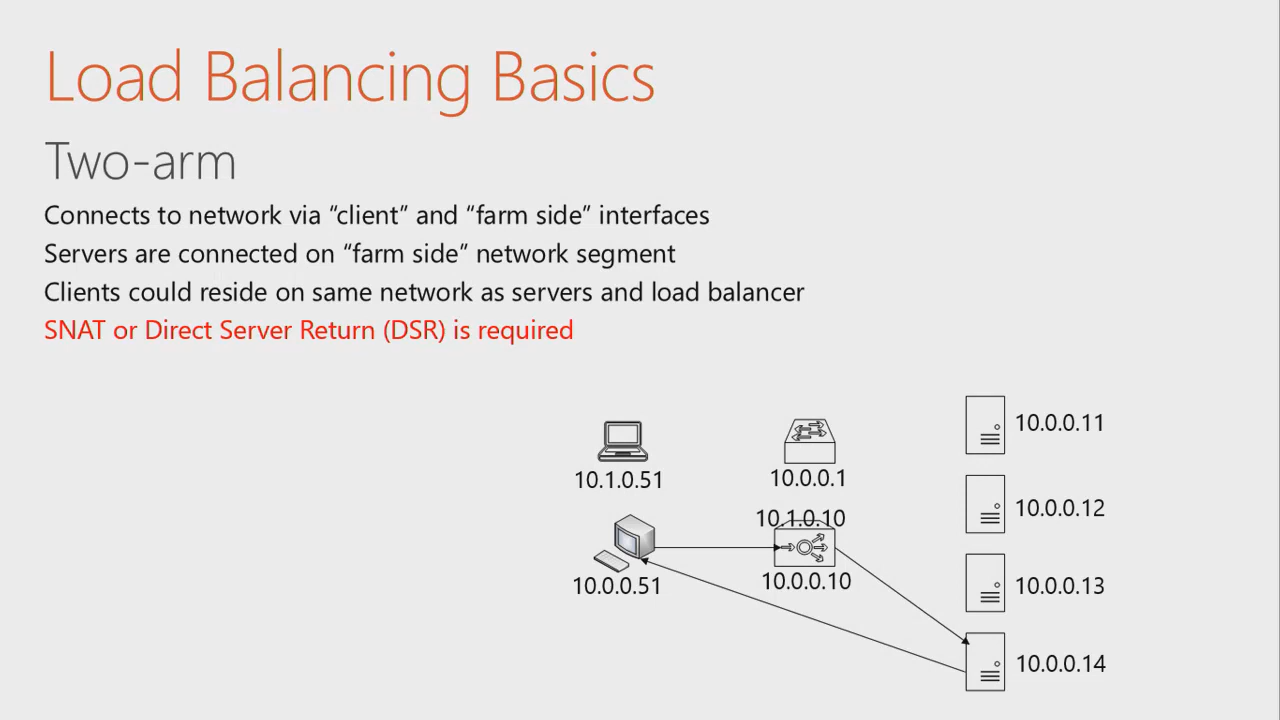 Load Balancing Basics
Two-arm
Connects to network via “client” and “farm side” interfaces
Servers are connected on “farm side” network segment
Clients could reside on same network as servers and load balancer
SNAT or Direct Server Return (DSR) is required
10.0.0.11
10.1.0.51
10.0.0.1
10.0.0.12
10.1.0.10
10.0.0.51
10.0.0.10
10.0.0.13
10.0.0.14